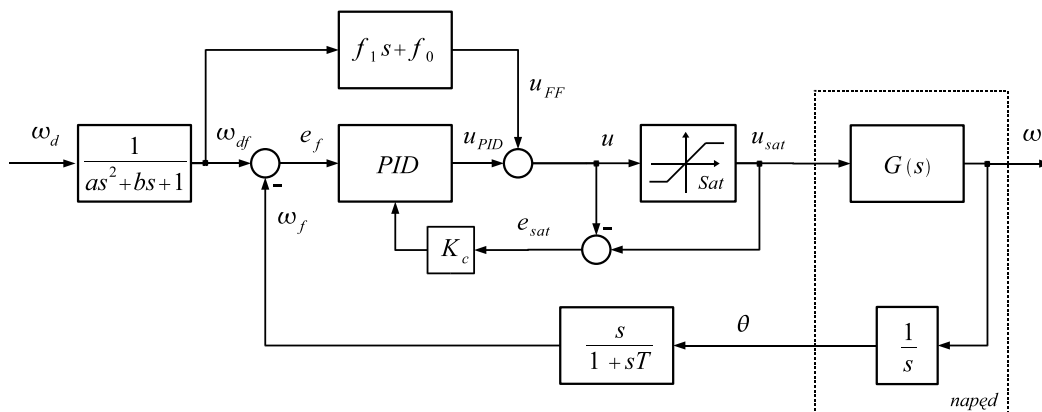 f₁ s + f₀
u_FF
ω_d
1
as² + bs + 1
ω_df
e_f
PID
u_PID
u
Sat
u_sat
G(s)
ω
-
ω_f
K_c
e_sat
-
s
1 + sT
θ
1
s
napęd